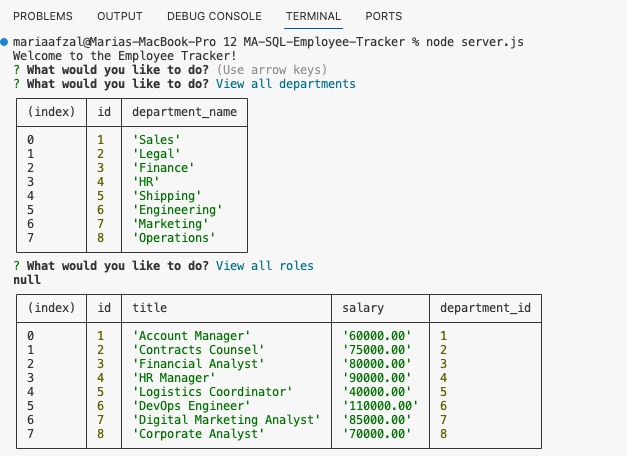 PROBLEMS OUTPUT DEBUG CONSOLE TERMINAL PORTS
mariaafzal@Marias-MacBook-Pro 12 MA-SQL-Employee-Tracker % node server.js
Welcome to the Employee Tracker!
? What would you like to do? (Use arrow keys)
? What would you like to do? View all departments
(index) id department_name
0 1 'Sales'
1 2 'Legal'
2 3 'Finance'
3 4 'HR'
4 5 'Shipping'
5 6 'Engineering'
6 7 'Marketing'
7 8 'Operations'
? What would you like to do? View all roles
null
(index) id title salary department_id
0 1 'Account Manager' '60000.00' 1
1 2 'Contracts Counsel' '75000.00' 2
2 3 'Financial Analyst' '80000.00' 3
3 4 'HR Manager' '90000.00' 4
4 5 'Logistics Coordinator' '40000.00' 5
5 6 'DevOps Engineer' '110000.00' 6
6 7 'Digital Marketing Analyst' '85000.00' 7
7 8 'Corporate Analyst' '70000.00' 8